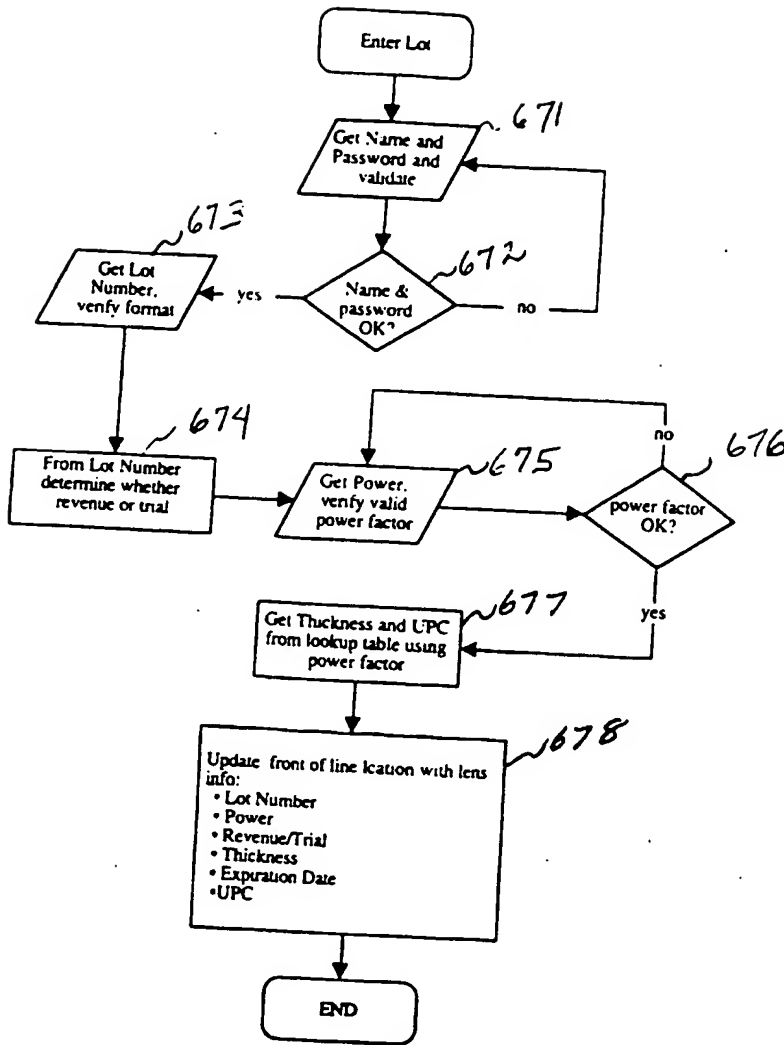 Enter Lot
671
Get Name and
Password and
validate
673
672
Get Lot
Number,
verify format
yes
Name &
password
OK?
no
674
no
675
676
From Lot Number
determine whether
revenue or trial
Get Power,
verify valid
power factor
power factor
OK?
677
yes
Get Thickness and UPC
from lookup table using
power factor
678
Update front of line lcation with lens
info:
• Lot Number
• Power
• Revenue/Trial
• Thickness
• Expiration Date
•UPC
END